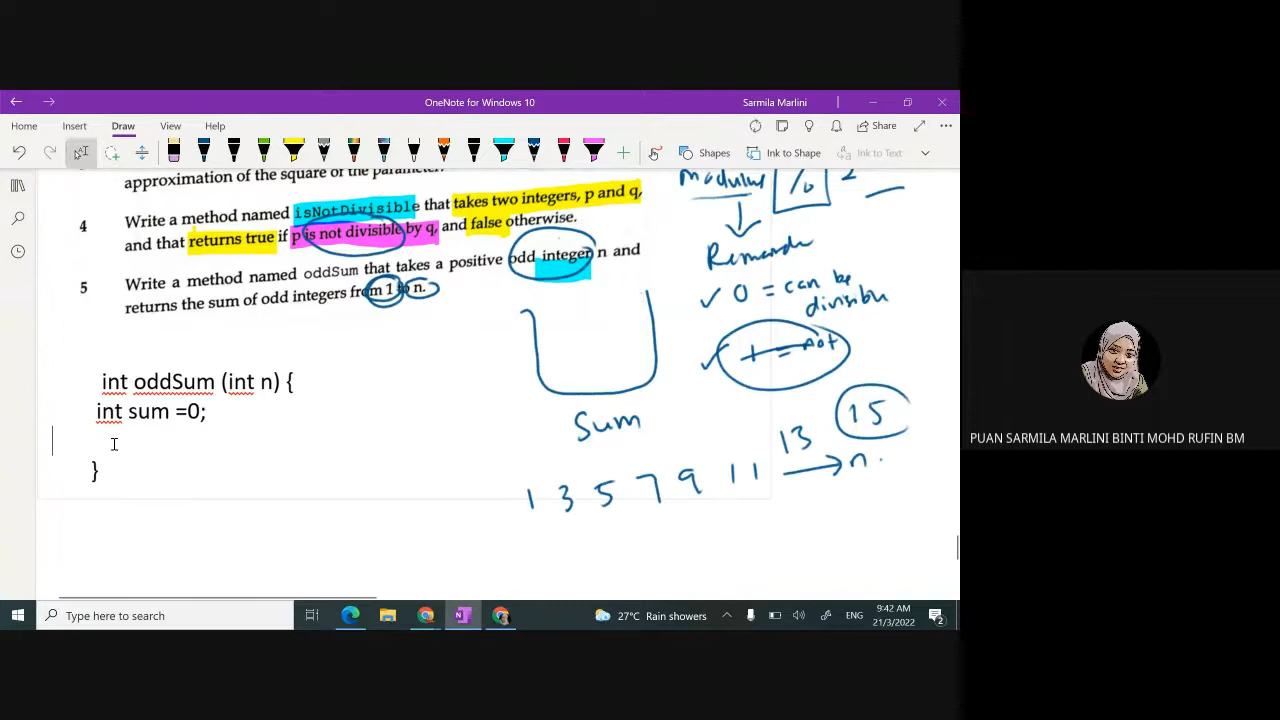 OneNote for Windows 10
Sarmila Marlini
Home Insert Draw View Help
Share
Shapes Ink to Shape Ink to Text
approximation of the square of the parameter.
4 Write a method named isNotDivisible that takes two integers, p and q,
and that returns true if p is not divisible by q, and false otherwise.
5 Write a method named oddSum that takes a positive odd integer n and
returns the sum of odd integers from 1 to n.
int oddSum (int n) {
int sum =0;
}
modulus %
0 = can be
Sum
1 3 5 7 9 11 13 n.
15
PUAN SARMILA MARLINI BINTI MOHD RUFIN BM
Type here to search
27°C Rain showers
ENG
9:42 AM
21/3/2022
2